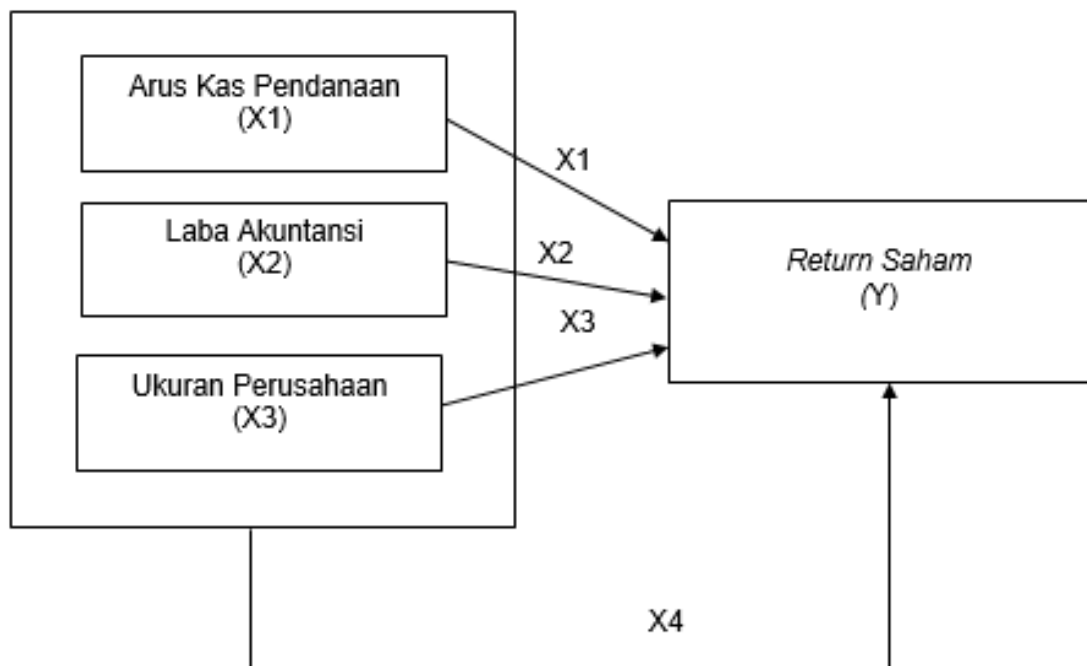 Arus Kas Pendanaan
(X1)
X1
Laba Akuntansi
(X2)
X2
Return Saham
(Y)
X3
Ukuran Perusahaan
(X3)
X4